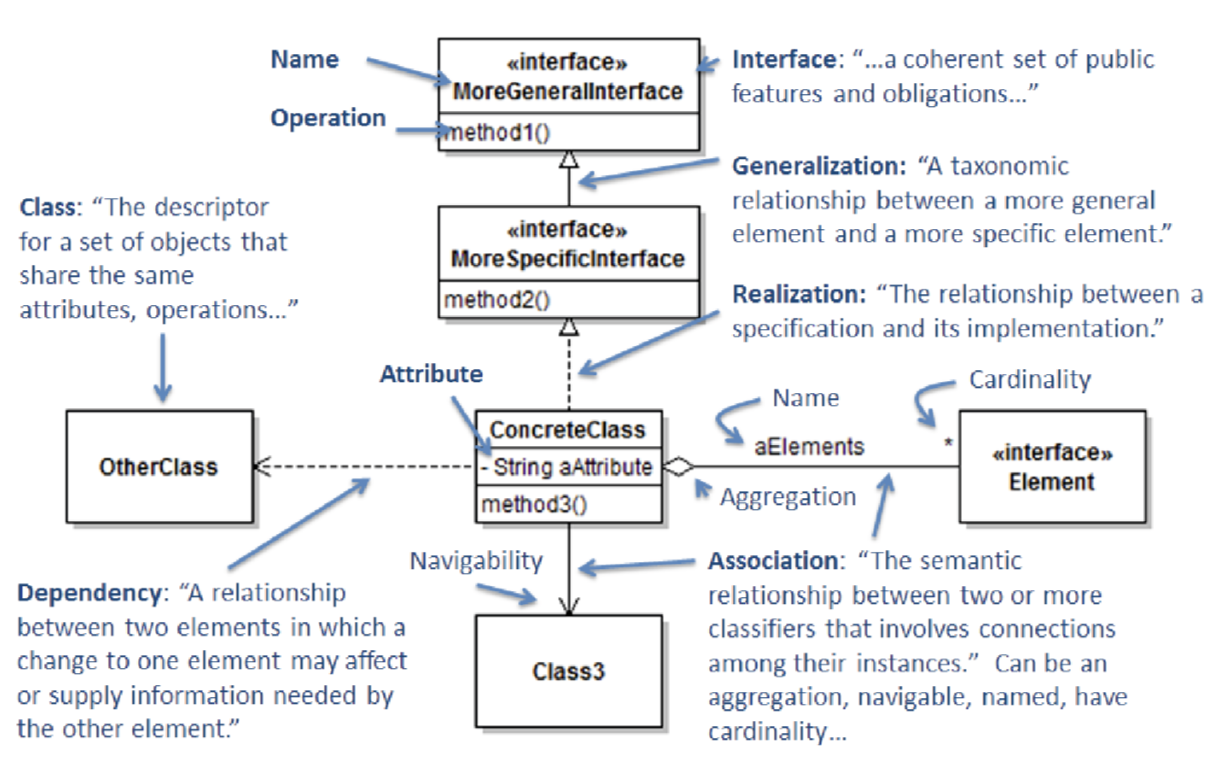 Name
«interface»
MoreGeneralInterface
Operation
method1()
Interface: “...a coherent set of public
features and obligations...”
Generalization: “A taxonomic
relationship between a more general
element and a more specific element.”
Class: “The descriptor
for a set of objects that
share the same
attributes, operations...”
«interface»
MoreSpecificInterface
method2()
Realization: “The relationship between a
specification and its implementation.”
Attribute
Name
Cardinality
OtherClass
ConcreteClass
- String aAttribute
method3()
aElements
*
Aggregation
«interface»
Element
Dependency: “A relationship
between two elements in which a
change to one element may affect
or supply information needed by
the other element.”
Navigability
Class3
Association: “The semantic
relationship between two or more
classifiers that involves connections
among their instances.” Can be an
aggregation, navigable, named, have
cardinality...